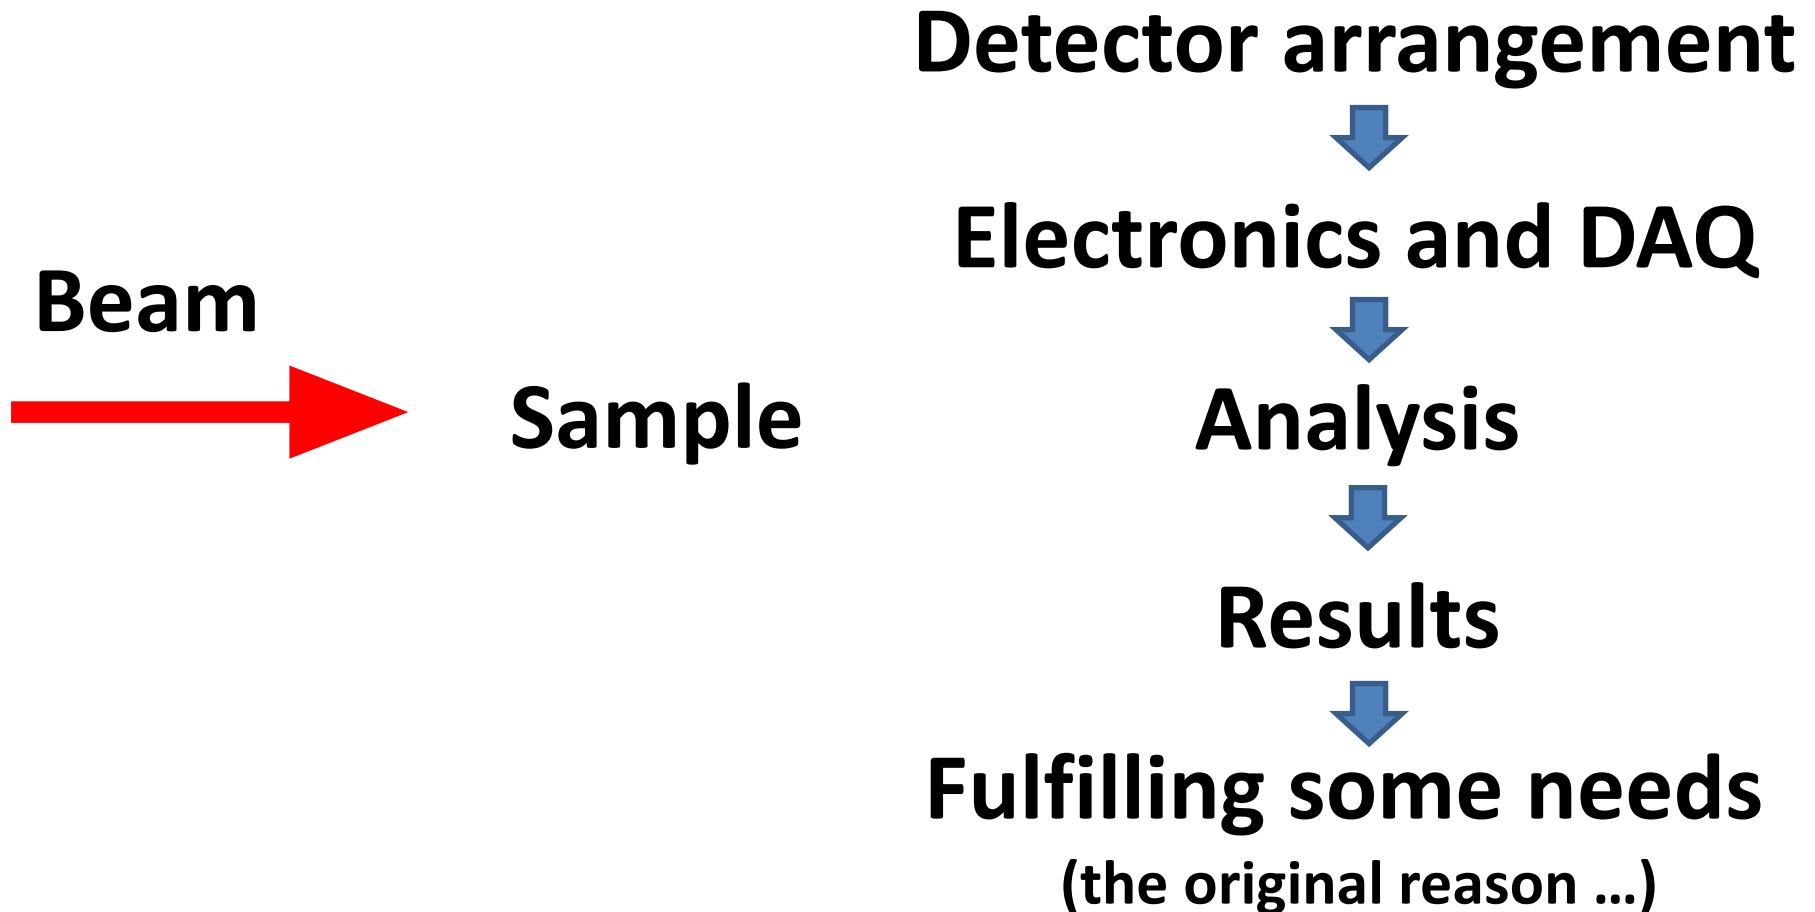 Detector arrangement
Electronics and DAQ
Beam
Sample
Analysis
Results
Fulfilling some needs
(the original reason ...)